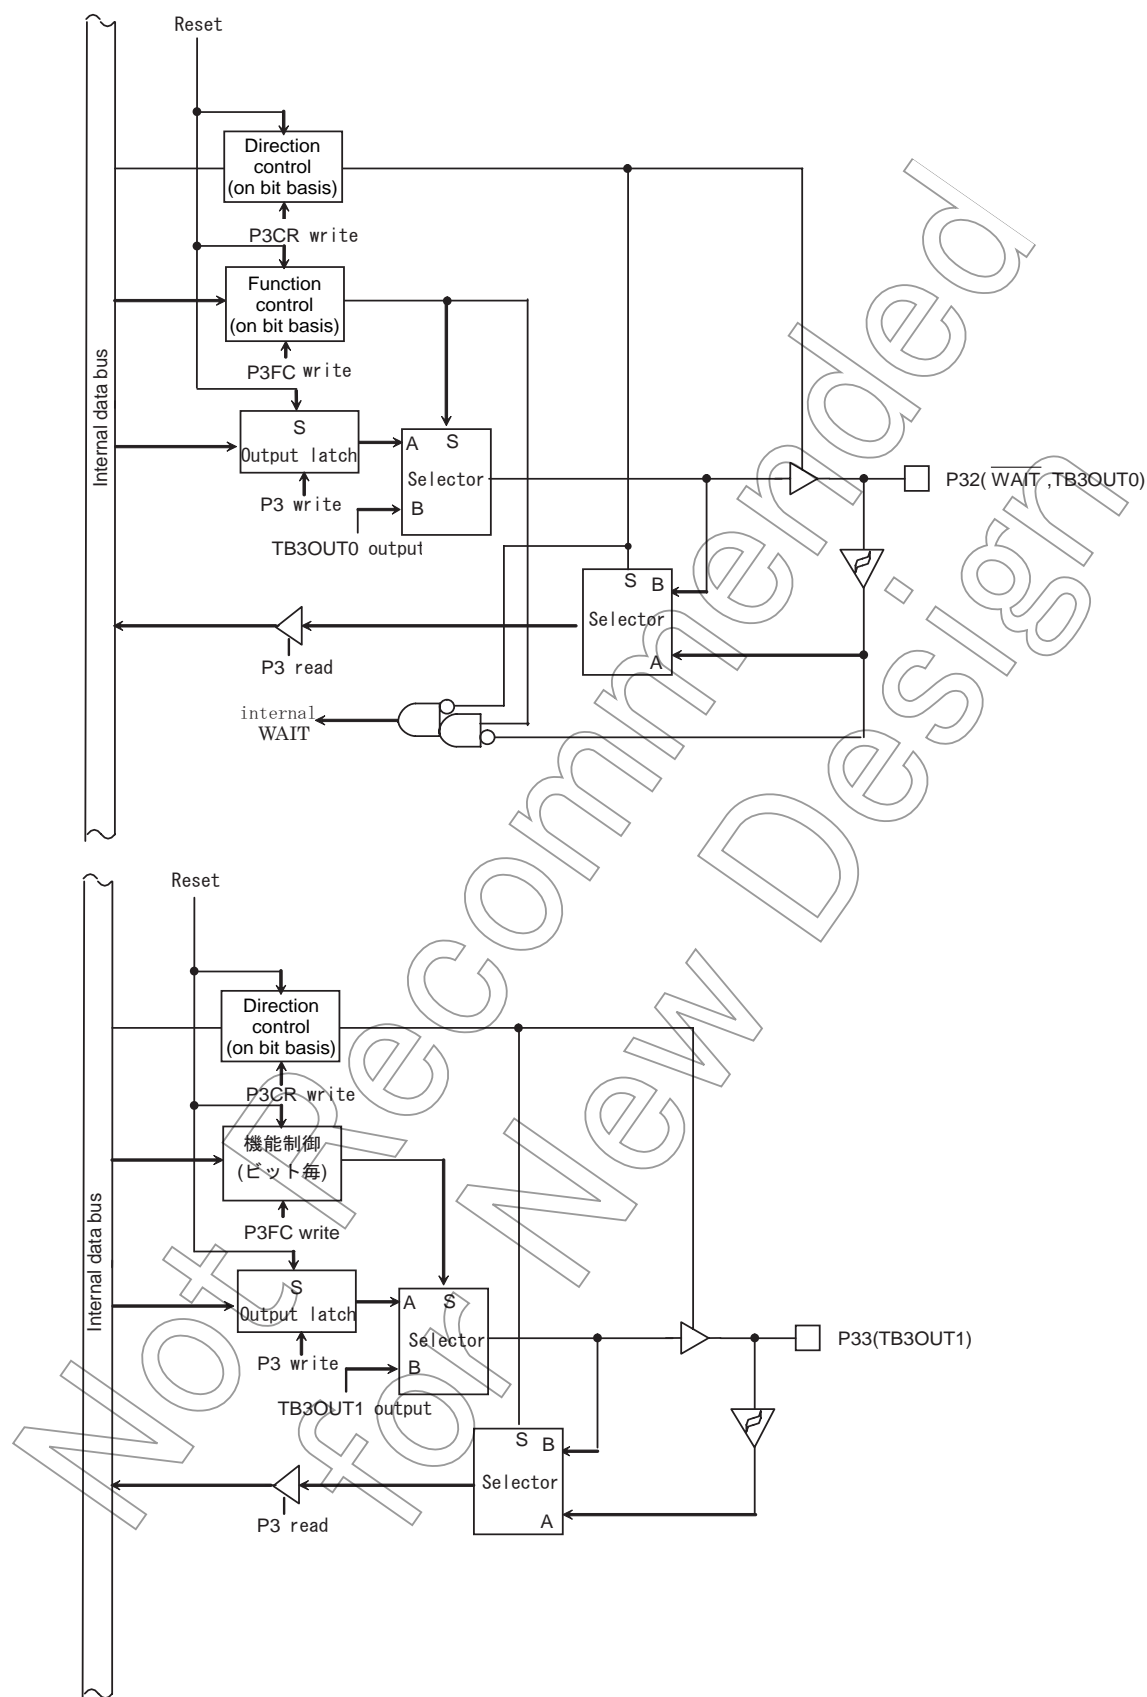 Reset
Direction
control
(on bit basis)
P3CR write
Function
control
(on bit basis)
P3FC write
Internal data bus
S
Output latch
A
S
Selector
B
P3 write
TB3OUT0 output
P32( WAIT ,TB3OUT0)
S
B
Selector
A
P3 read
internal
WAIT
Reset
Direction
control
(on bit basis)
P3CR write
機能制御
(ビット毎)
P3FC write
Internal data bus
S
Output latch
A
S
Selector
B
P3 write
TB3OUT1 output
P33(TB3OUT1)
S
B
Selector
A
P3 read
Not Recommended
for New Design